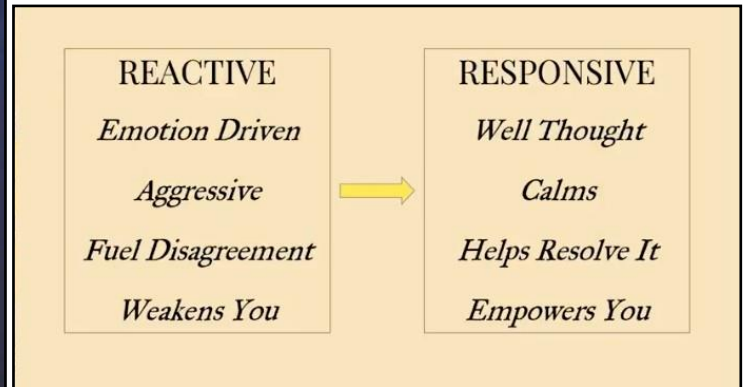 REACTIVE
Emotion Driven
Aggressive
Fuel Disagreement
Weakens You
RESPONSIVE
Well Thought
Calms
Helps Resolve It
Empowers You